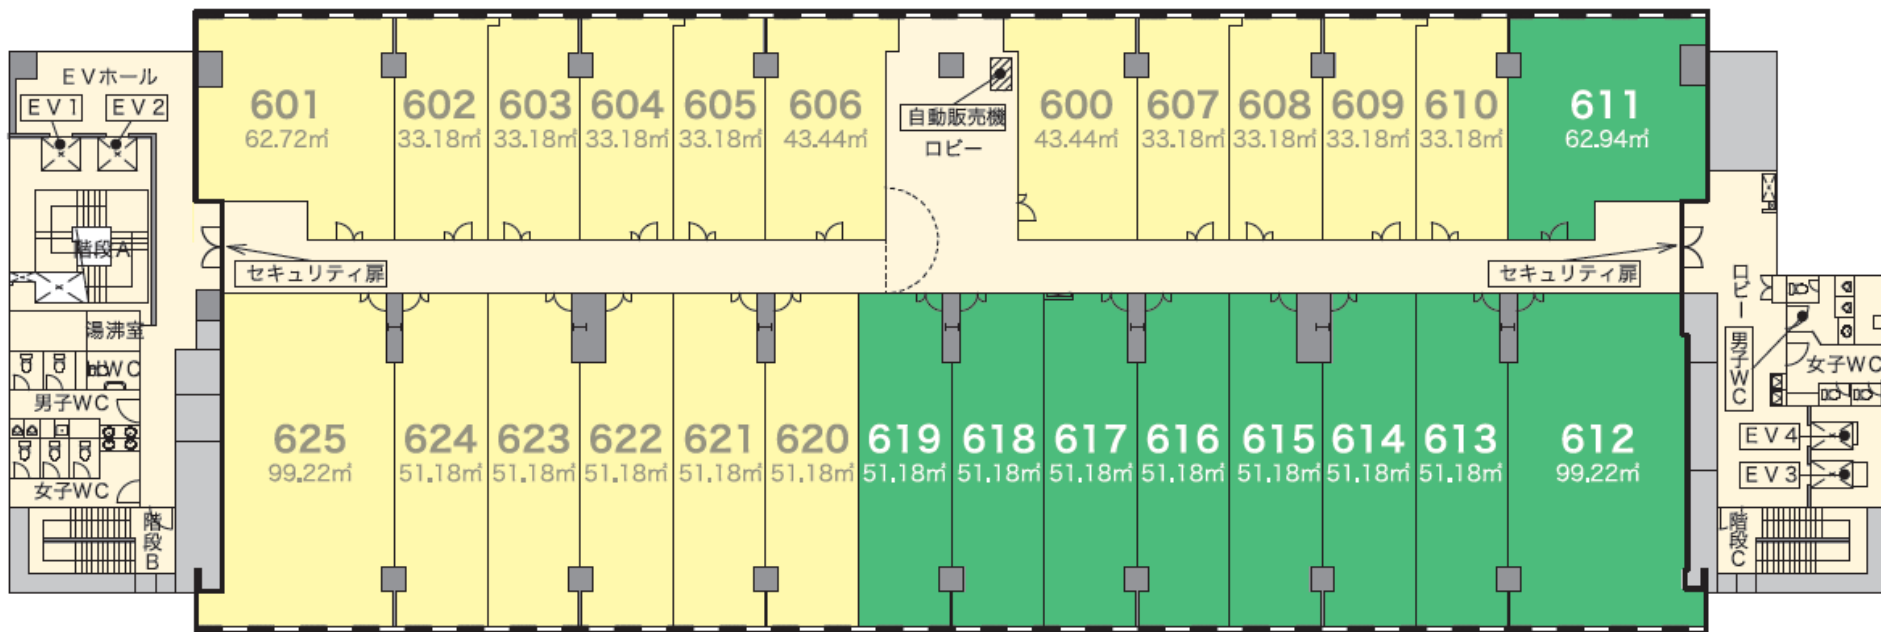 EVホール
EV1
EV2
601
62.72㎡
602
33.18㎡
603
33.18㎡
604
33.18㎡
605
33.18㎡
606
43.44㎡
自動販売機
ロビー
600
43.44㎡
607
33.18㎡
608
33.18㎡
609
33.18㎡
610
33.18㎡
611
62.94㎡
階段A
セキュリティ扉
セキュリティ扉
ロビー
湯沸室
HWC
男子WC
女子WC
階段B
625
99.22㎡
624
51.18㎡
623
51.18㎡
622
51.18㎡
621
51.18㎡
620
51.18㎡
619
51.18㎡
618
51.18㎡
617
51.18㎡
616
51.18㎡
615
51.18㎡
614
51.18㎡
613
51.18㎡
612
99.22㎡
男子WC
女子WC
EV4
EV3
階段C